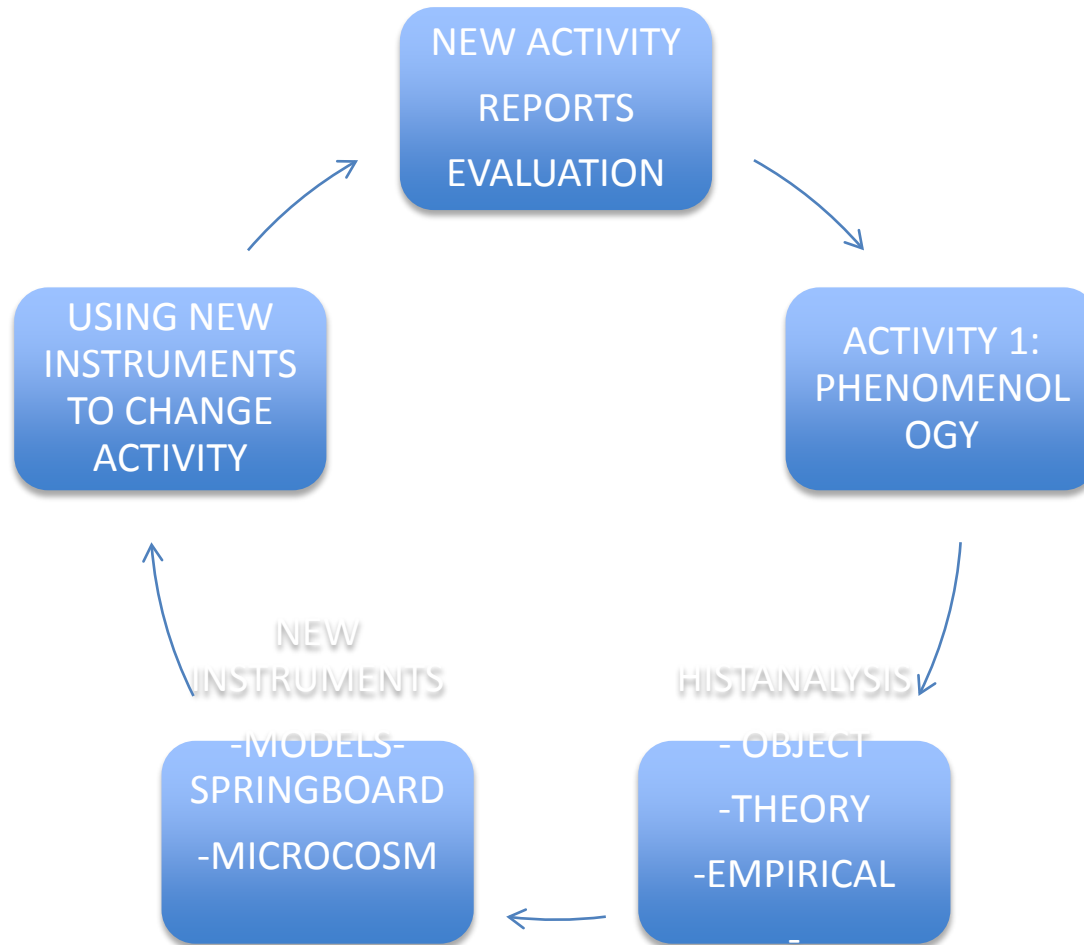 NEW ACTIVITY
REPORTS
EVALUATION
ACTIVITY 1:
PHENOMENOL
OGY
HISTANALYSIS
- OBJECT
-THEORY
-EMPIRICAL
-
NEW
INSTRUMENTS
-MODELS-
SPRINGBOARD
-MICROCOSM
USING NEW
INSTRUMENTS
TO CHANGE
ACTIVITY